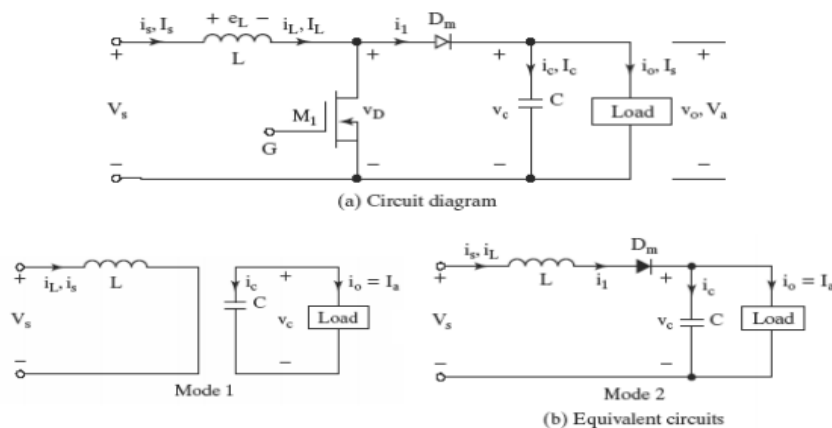 + e_L −
i_s, I_s
i_L, I_L
i_1
D_m
L
+
+
+
i_c, I_c
i_o, I_s
+
V_s
M_1
v_D
v_c
C
Load
v_o, V_a
G
−
−
−
−
(a) Circuit diagram
+
i_L, i_s
L
V_s
−
i_c
C
+
v_c
−
i_o = I_a
Load
Mode 1
i_s, i_L
D_m
+
L
i_1
+
i_c
i_o = I_a
V_s
v_c
C
Load
−
−
Mode 2
(b) Equivalent circuits